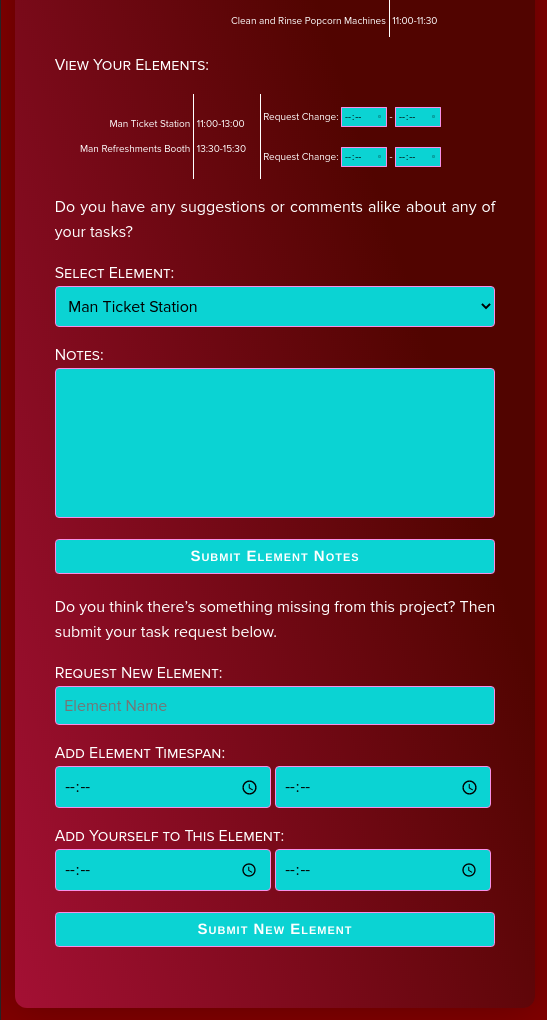 Clean and Rinse Popcorn Machines 11:00-11:30
View Your Elements:
Man Ticket Station 11:00-13:00 Request Change: --:-- - --:--
Man Refreshments Booth 13:30-15:30 Request Change: --:-- - --:--
Do you have any suggestions or comments alike about any of
your tasks?
Select Element:
Man Ticket Station
Notes:
Submit Element Notes
Do you think there's something missing from this project? Then
submit your task request below.
Request New Element:
Element Name
Add Element Timespan:
--:-- --:--
Add Yourself to This Element:
--:-- --:--
Submit New Element